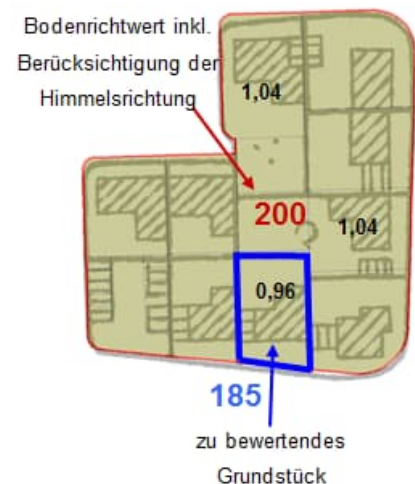 Bodenrichtwert inkl.
Berücksichtigung der
Himmelsrichtung
1,04
200
1,04
0,96
185
zu bewertendes
Grundstück